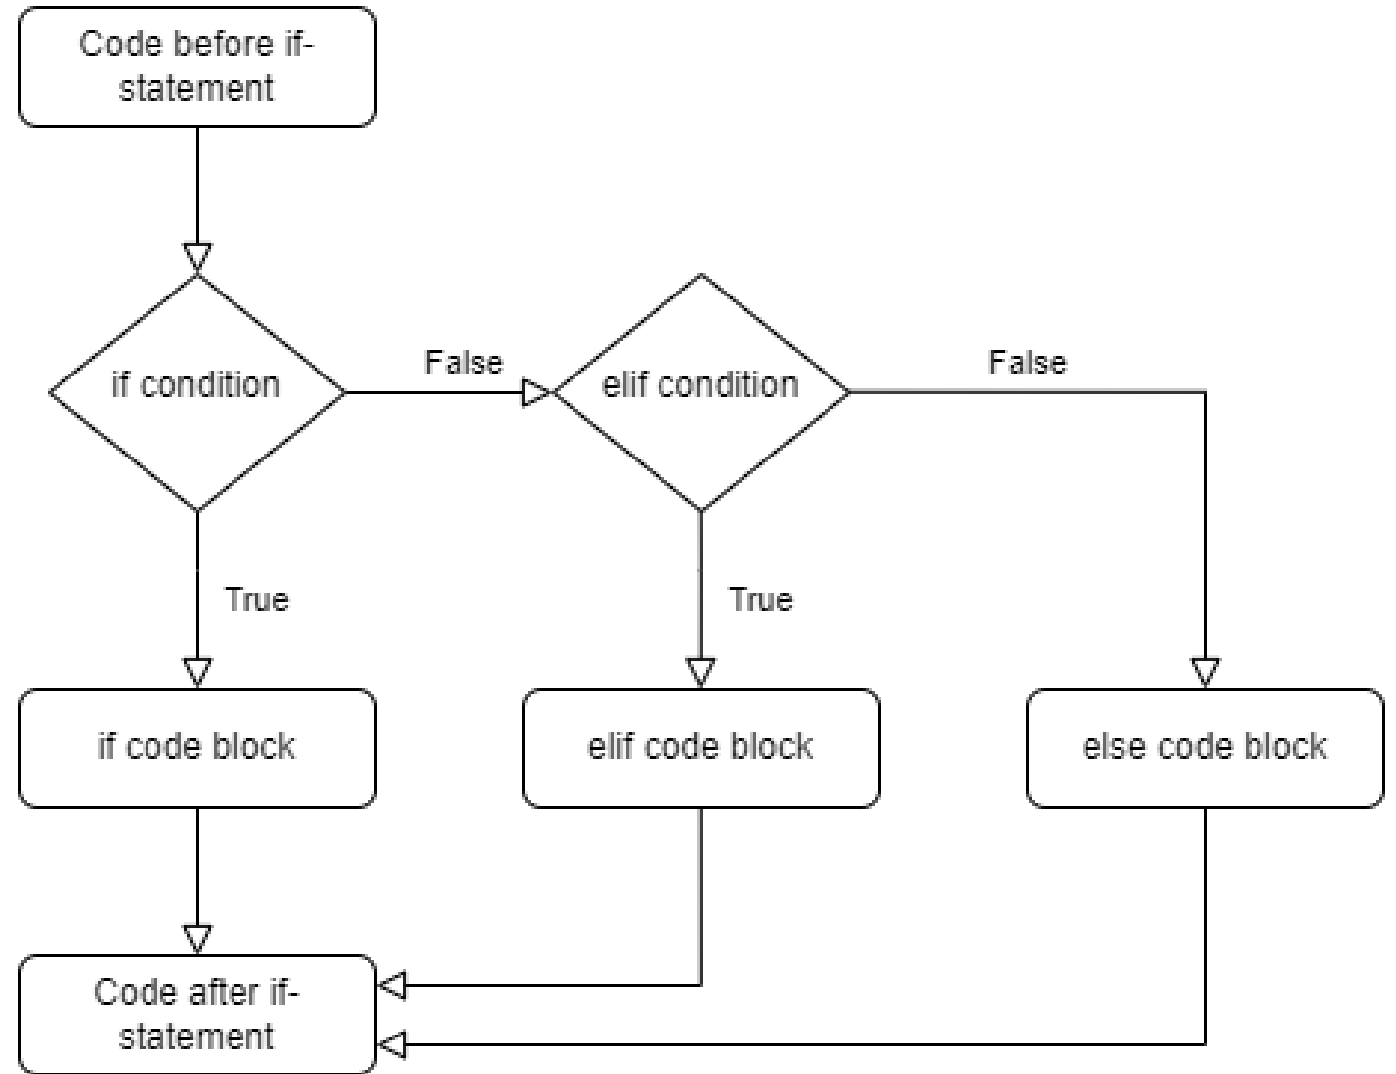 Code before if-
statement
if condition
False
elif condition
False
True
True
if code block
elif code block
else code block
Code after if-
statement